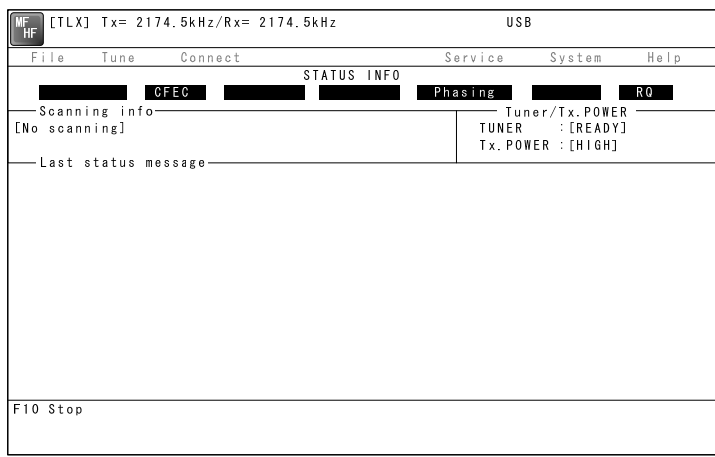 MF
HF
[TLX] Tx= 2174.5kHz/Rx= 2174.5kHz USB
File Tune Connect Service System Help
STATUS INFO
CFEC Phasing RQ
Scanning info Tuner/Tx.POWER
[No scanning] TUNER :[READY]
Tx.POWER :[HIGH]
Last status message
F10 Stop